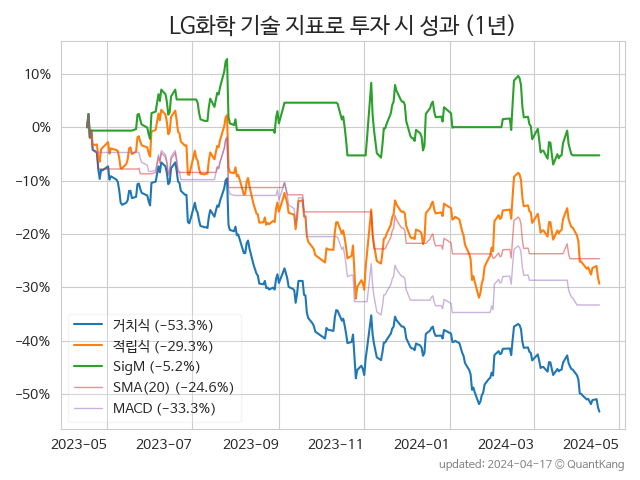 LG화학 기술 지표로 투자 시 성과 (1년)
10%
0%
−10%
−20%
−30%
−40%
−50%
거치식 (−53.3%)
적립식 (−29.3%)
SigM (−5.2%)
SMA(20) (−24.6%)
MACD (−33.3%)
2023-05 2023-07 2023-09 2023-11 2024-01 2024-03 2024-05
updated: 2024-04-17 © QuantKang